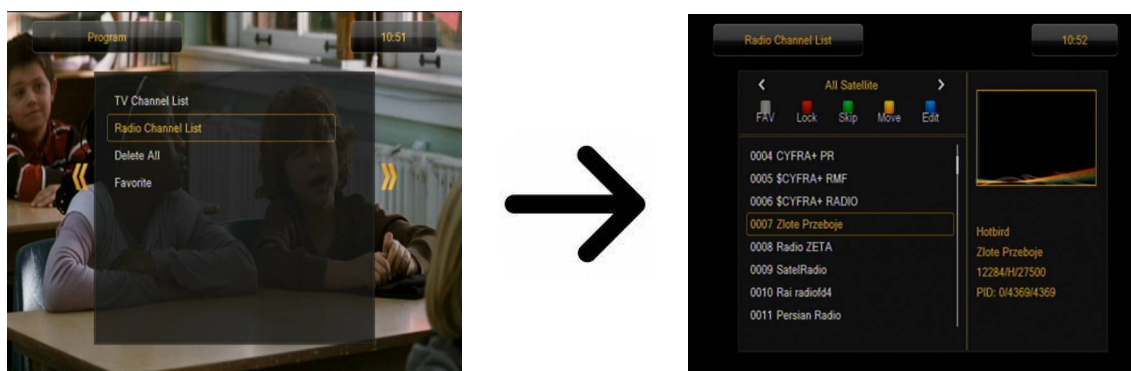 Program
10:51
TV Channel List
Radio Channel List
Delete All
Favorite
Radio Channel List
10:52
All Satellite
FAV Lock Skip Move Edit
0004 CYFRA+ PR
0005 $CYFRA+ RMF
0006 $CYFRA+ RADIO
0007 Zlote Przeboje
0008 Radio ZETA
0009 SatelRadio
0010 Rai radiofd4
0011 Persian Radio
Hotbird
Zlote Przeboje
12284/H/27500
PID: 0/4369/4369